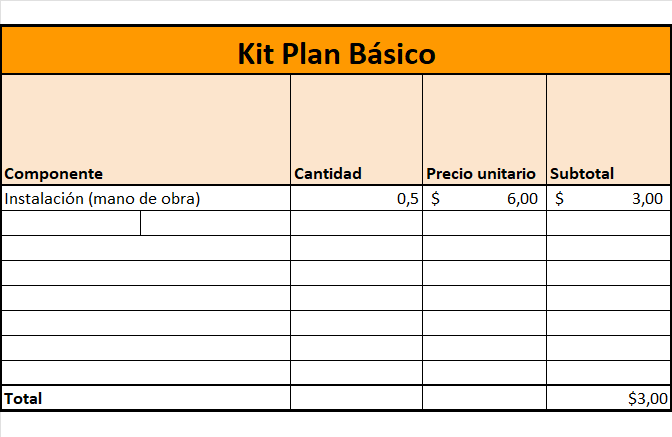 Kit Plan Básico
Componente Cantidad Precio unitario Subtotal
Instalación (mano de obra) 0,5 $ 6,00 $ 3,00
Total $3,00